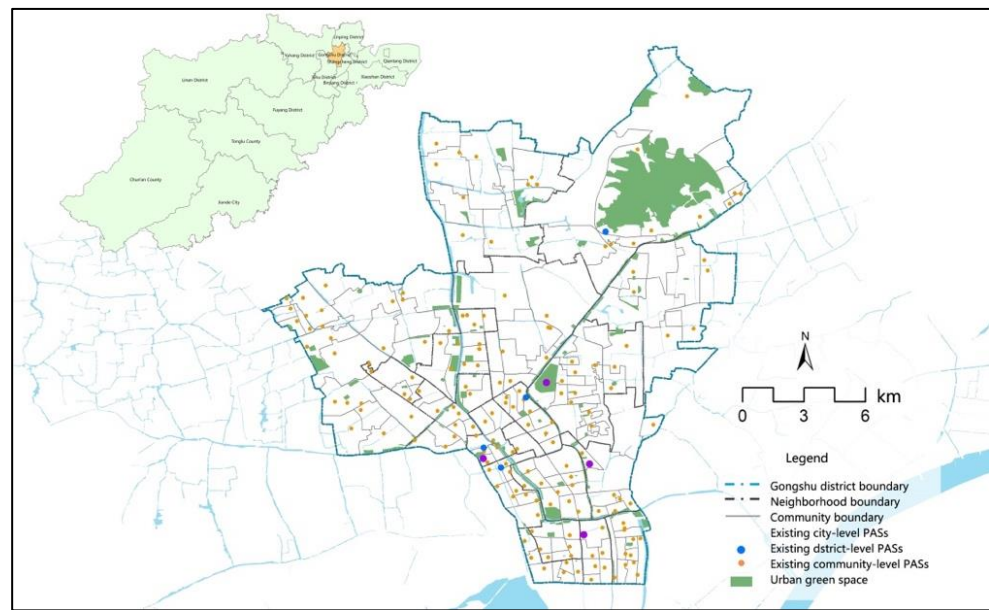 Linping District
Yuhang District
Gongshu District
Shangcheng District
Qiantang District
Linan District
Xihu District
Xiaoshan District
Binjiang District
Fuyang District
Tonglu County
Chun'an County
Jiande City
N
km
0 3 6
Legend
Gongshu district boundary
Neighborhood boundary
Community boundary
Existing city-level PASs
Existing dstrict-level PASs
Existing community-level PASs
Urban green space